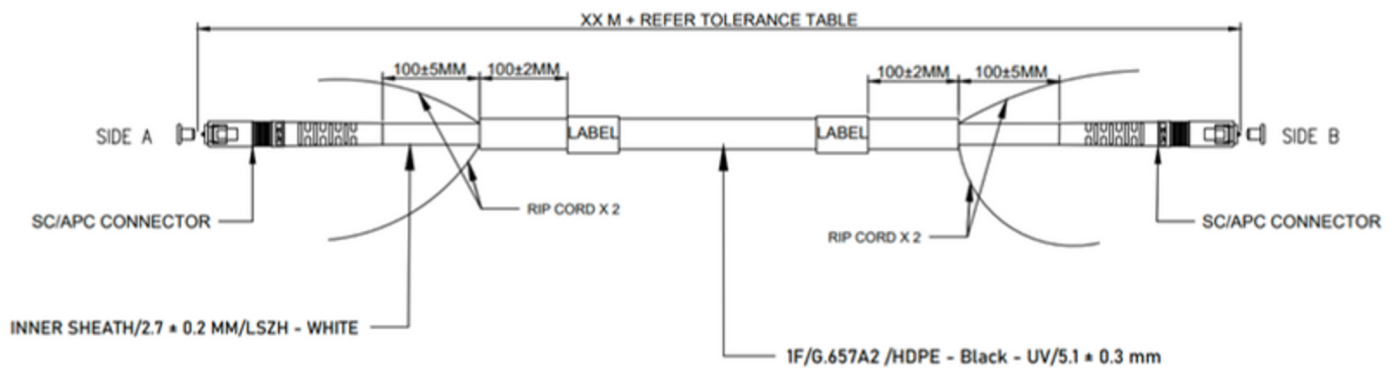 XX M + REFER TOLERANCE TABLE
100±5MM
100±2MM
100±2MM
100±5MM
SIDE A
LABEL
LABEL
SIDE B
RIP CORD X 2
SC/APC CONNECTOR
RIP CORD X 2
SC/APC CONNECTOR
INNER SHEATH/2.7 ± 0.2 MM/LSZH - WHITE
1F/G.657A2 /HDPE - Black - UV/5.1 ± 0.3 mm